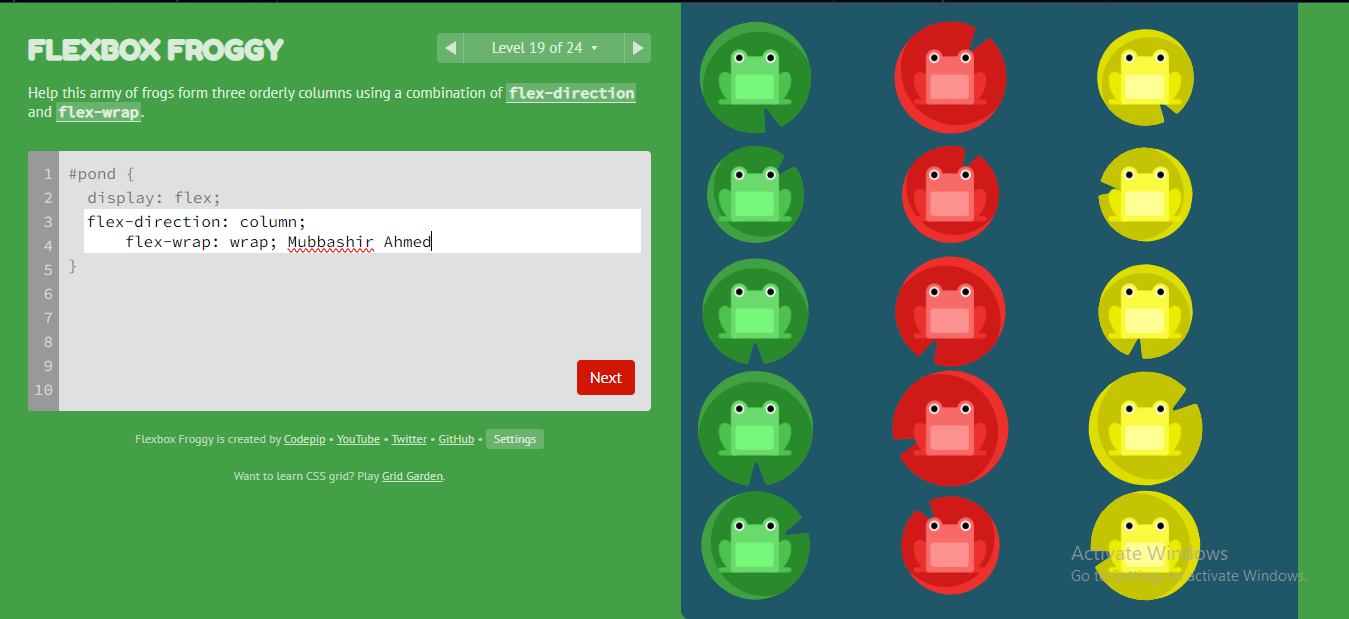 FLEXBOX FROGGY
Level 19 of 24
Help this army of frogs form three orderly columns using a combination of flex-direction
and flex-wrap.
1 #pond {
2 display: flex;
3 flex-direction: column;
4 flex-wrap: wrap; Mubbashir Ahmed
5 }
6
7
8
9
10
Next
Flexbox Froggy is created by Codepip • YouTube • Twitter • GitHub • Settings
Want to learn CSS grid? Play Grid Garden.
Activate Windows
Go to Settings to activate Windows.